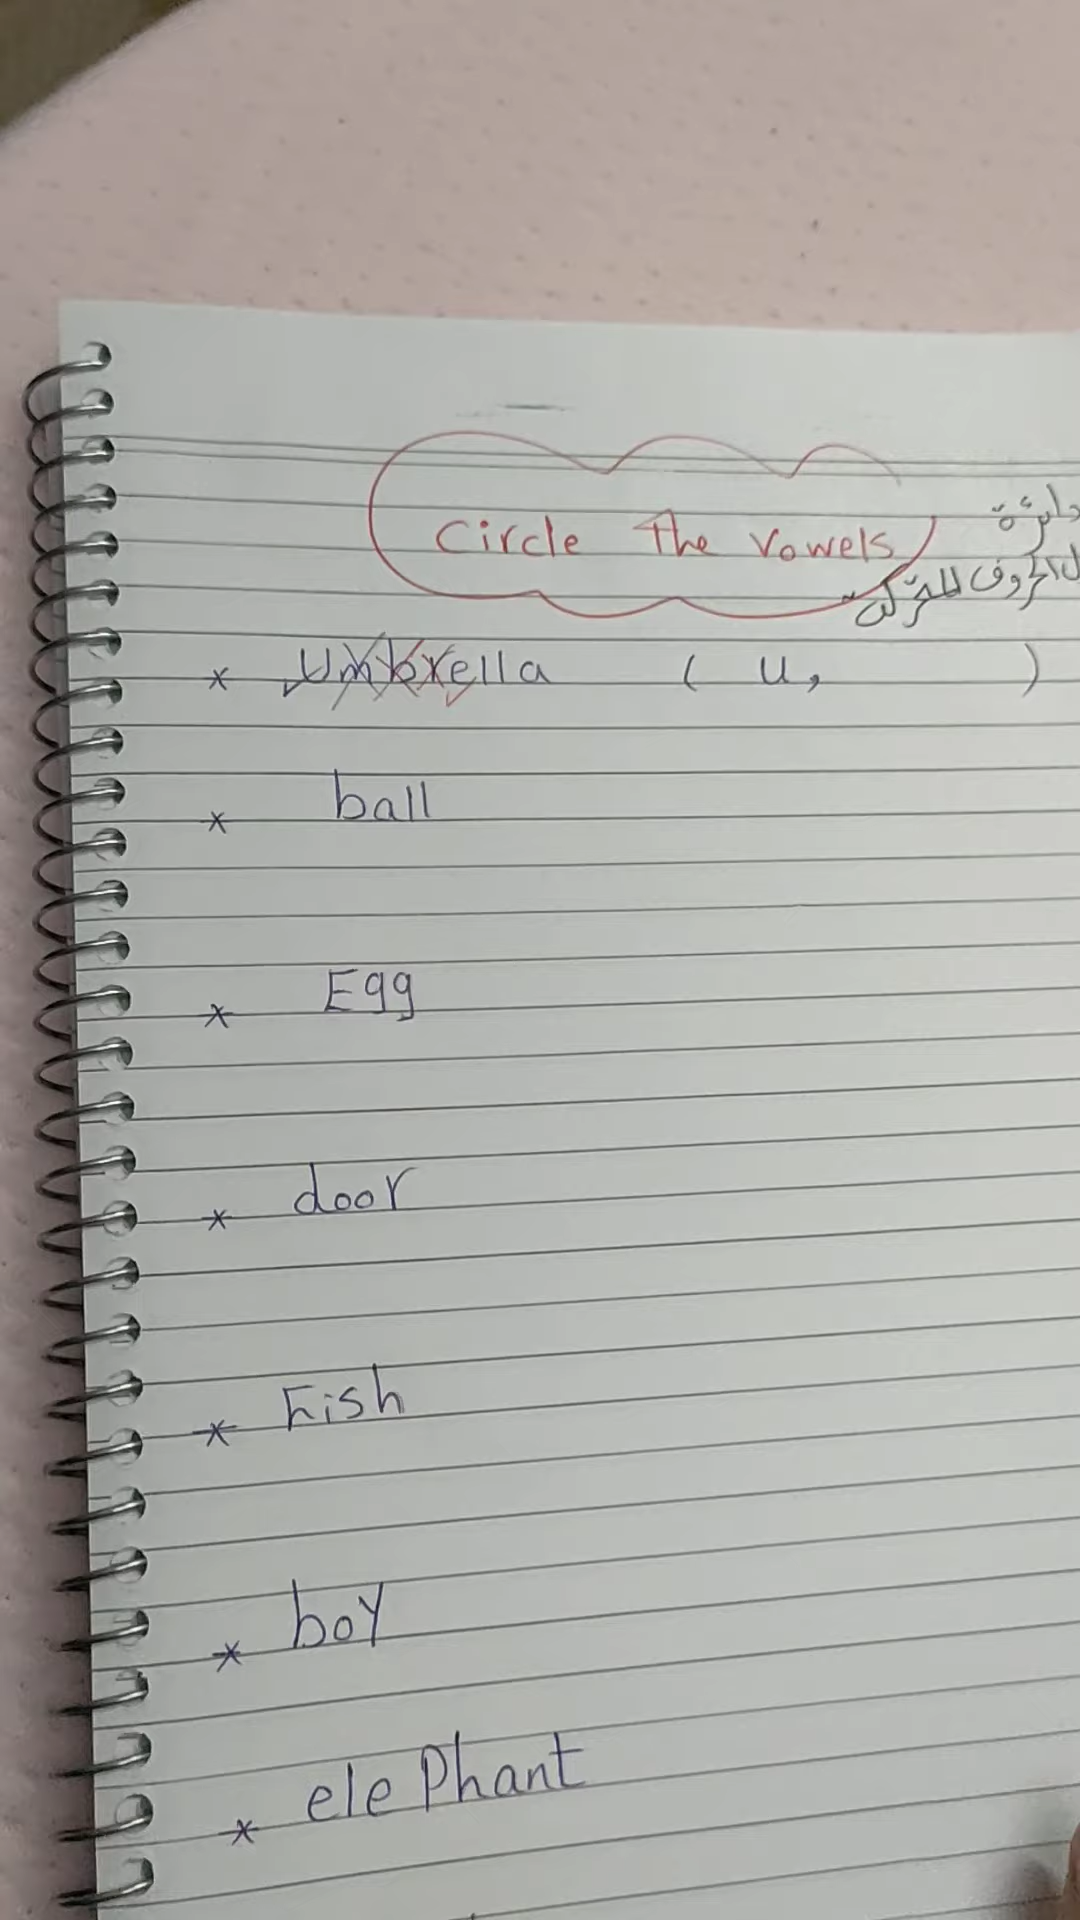 Circle The Vowels
دائرة
الحروف المتحركة
* Umbrella ( u, )
* ball
* Egg
* door
* Fish
* boy
* elePhant